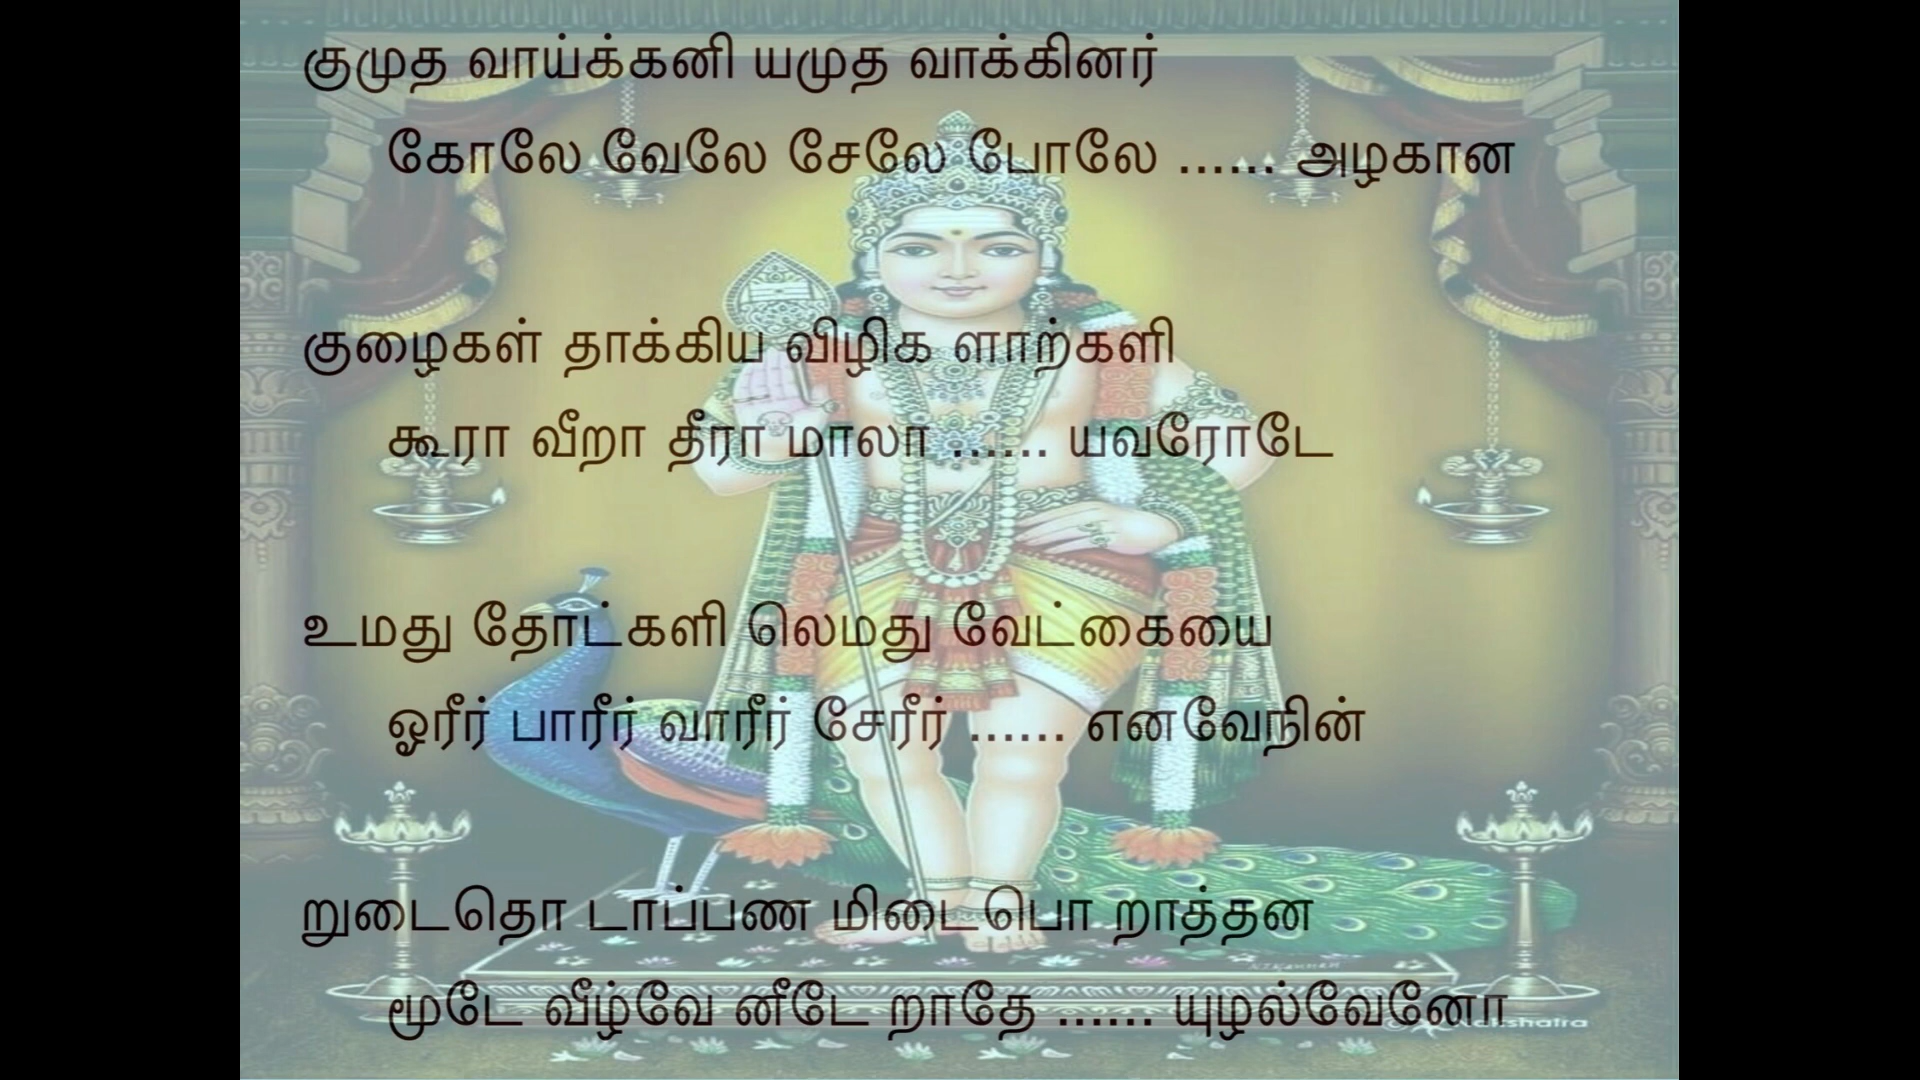 குமுத வாய்க்கனி யமுத வாக்கினர்
கோலே வேலே சேலே போலே ...... அழகான
குழைகள் தாக்கிய விழிக ளாற்களி
கூரா வீறா தீரா மாலா ...... யவரோடே
உமது தோட்களி லெமது வேட்கையை
ஓரீர் பாரீர் வாரீர் சேரீர் ...... எனவேநின்
றுடைதொ டாப்பண மிடைபொ றாத்தன
மூடே வீழ்வே னீடே றாதே ...... யுழல்வேனோ